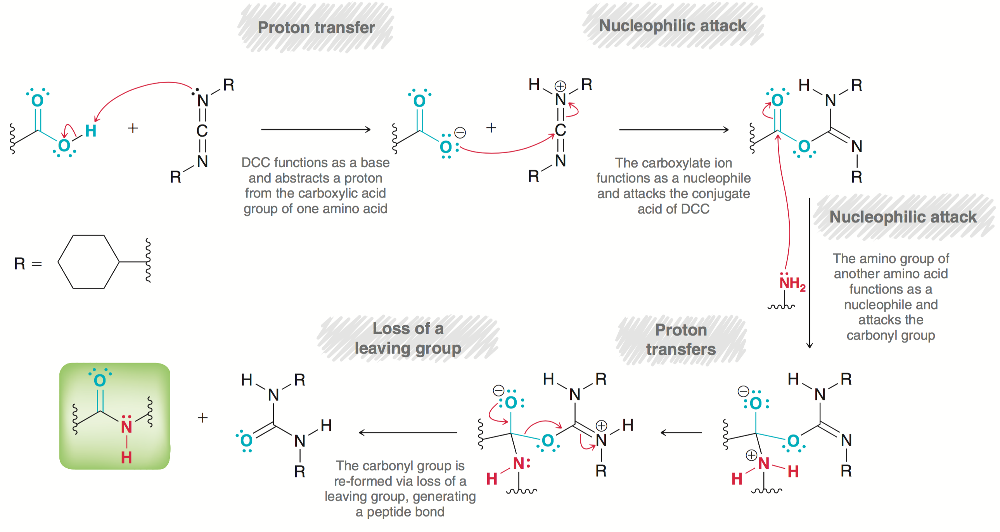 Proton transfer
Nucleophilic attack
O
O
H
+
N
R
C
N
R
DCC functions as a base
and abstracts a proton
from the carboxylic acid
group of one amino acid
O
O
⊖
+
H
⊕
R
N
C
N
R
The carboxylate ion
functions as a nucleophile
and attacks the conjugate
acid of DCC
O
O
H
R
N
N
R
R =
NH2
Nucleophilic attack
The amino group of
another amino acid
functions as a
nucleophile and
attacks the
carbonyl group
Loss of a
leaving group
Proton
transfers
O
N
H
+
H
R
N
O
N
H
R
The carbonyl group is
re-formed via loss of a
leaving group, generating
a peptide bond
⊖
O
O
H
R
N
⊕
N
H
R
N
H
⊖
O
O
H
R
N
N
R
⊕
N
H
H